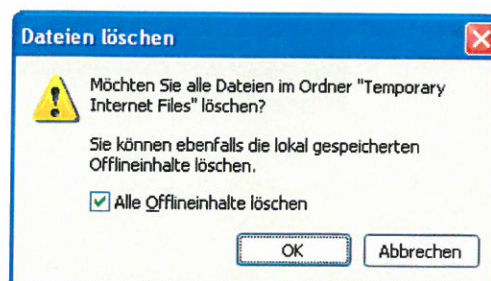 Dateien löschen
Möchten Sie alle Dateien im Ordner "Temporary
Internet Files" löschen?
Sie können ebenfalls die lokal gespeicherten
Offlineinhalte löschen.
Alle Offlineinhalte löschen
OK
Abbrechen